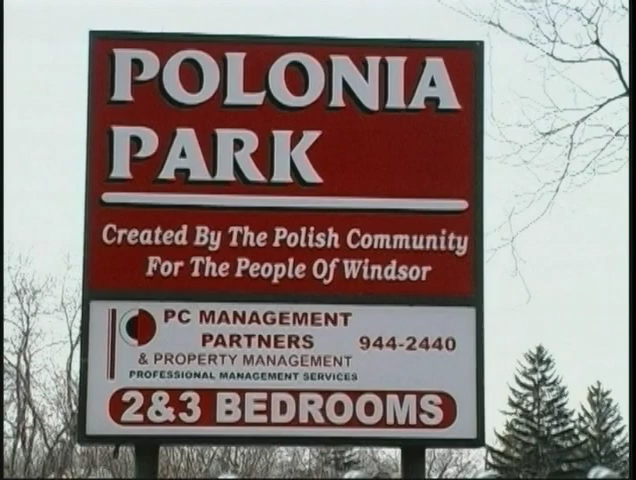 POLONIA
PARK
Created By The Polish Community
For The People Of Windsor
PC MANAGEMENT
PARTNERS 944-2440
& PROPERTY MANAGEMENT
PROFESSIONAL MANAGEMENT SERVICES
2&3 BEDROOMS